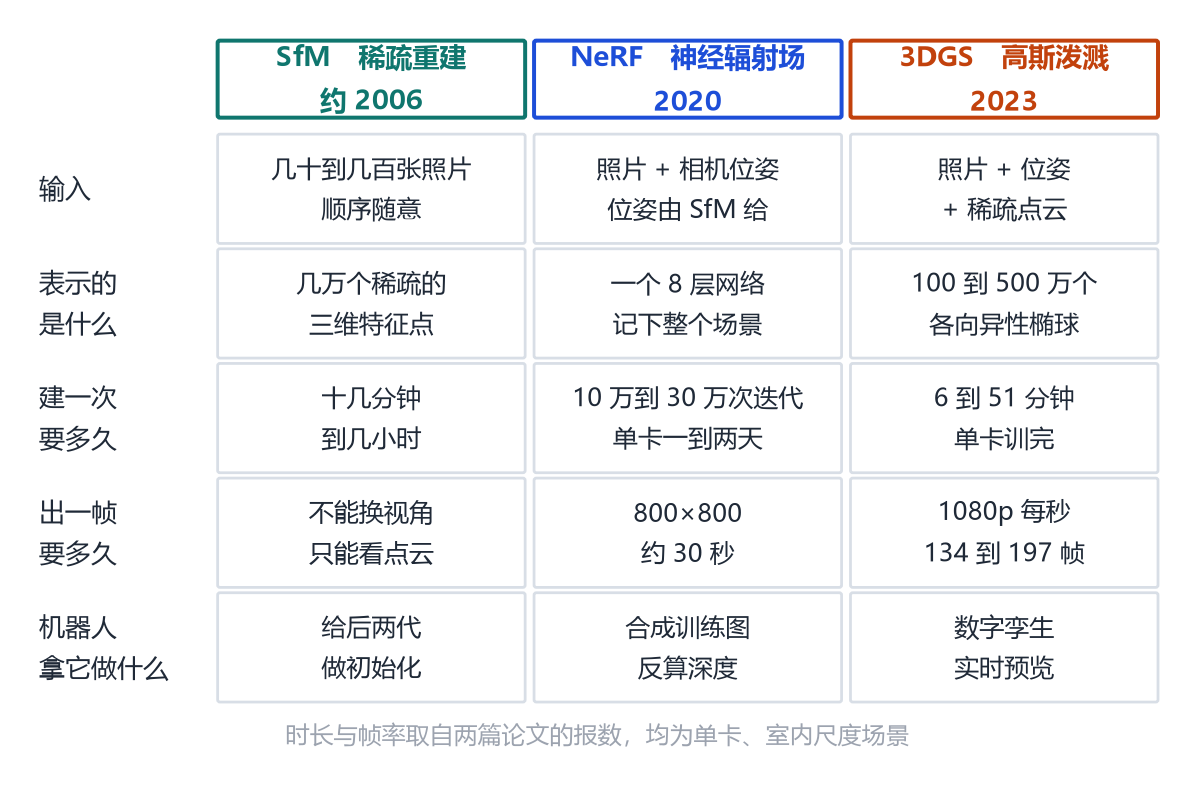 SfM 稀疏重建
约 2006
NeRF 神经辐射场
2020
3DGS 高斯泼溅
2023
输入
几十到几百张照片
顺序随意
照片 + 相机位姿
位姿由 SfM 给
照片 + 位姿
+ 稀疏点云
表示的
是什么
几万个稀疏的
三维特征点
一个 8 层网络
记下整个场景
100 到 500 万个
各向异性椭球
建一次
要多久
十几分钟
到几小时
10 万到 30 万次迭代
单卡一到两天
6 到 51 分钟
单卡训完
出一帧
要多久
不能换视角
只能看点云
800×800
约 30 秒
1080p 每秒
134 到 197 帧
机器人
拿它做什么
给后两代
做初始化
合成训练图
反算深度
数字孪生
实时预览
时长与帧率取自两篇论文的报数，均为单卡、室内尺度场景